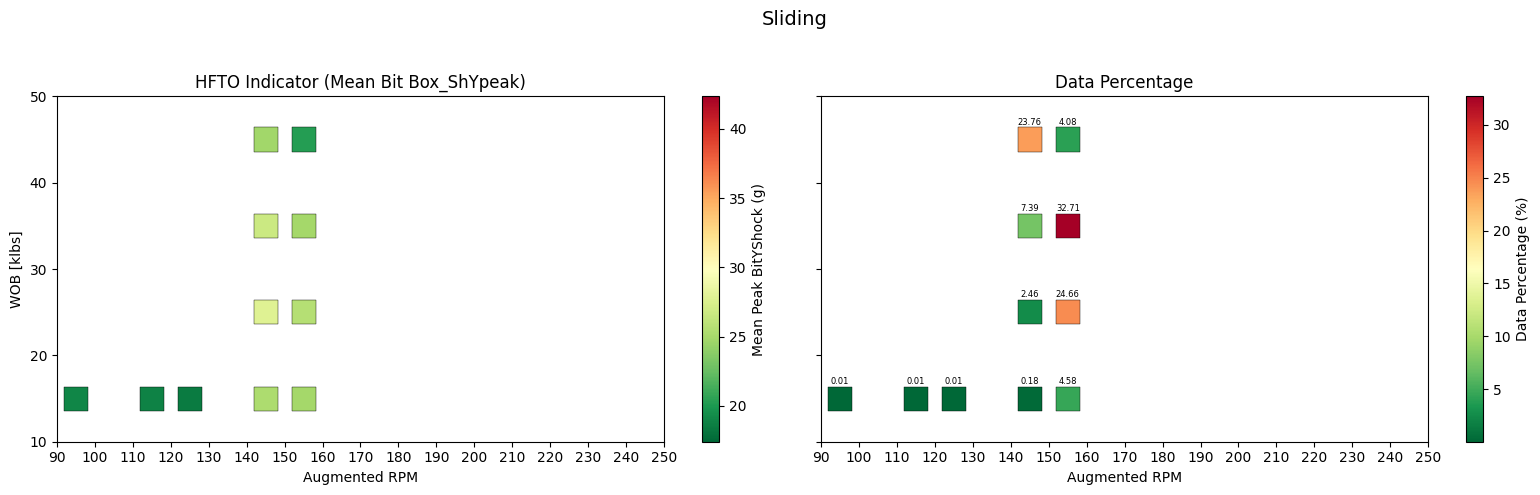 Sliding
HFTO Indicator (Mean Bit Box_ShYpeak)
50
40
30
20
10
WOB [klbs]
90 100 110 120 130 140 150 160 170 180 190 200 210 220 230 240 250
Augmented RPM
40
35
30
25
20
Mean Peak BitYShock (g)
Data Percentage
23.76 4.08
7.39 32.71
2.46 24.66
0.01 0.01 0.01 0.18 4.58
90 100 110 120 130 140 150 160 170 180 190 200 210 220 230 240 250
Augmented RPM
30
25
20
15
10
5
Data Percentage (%)